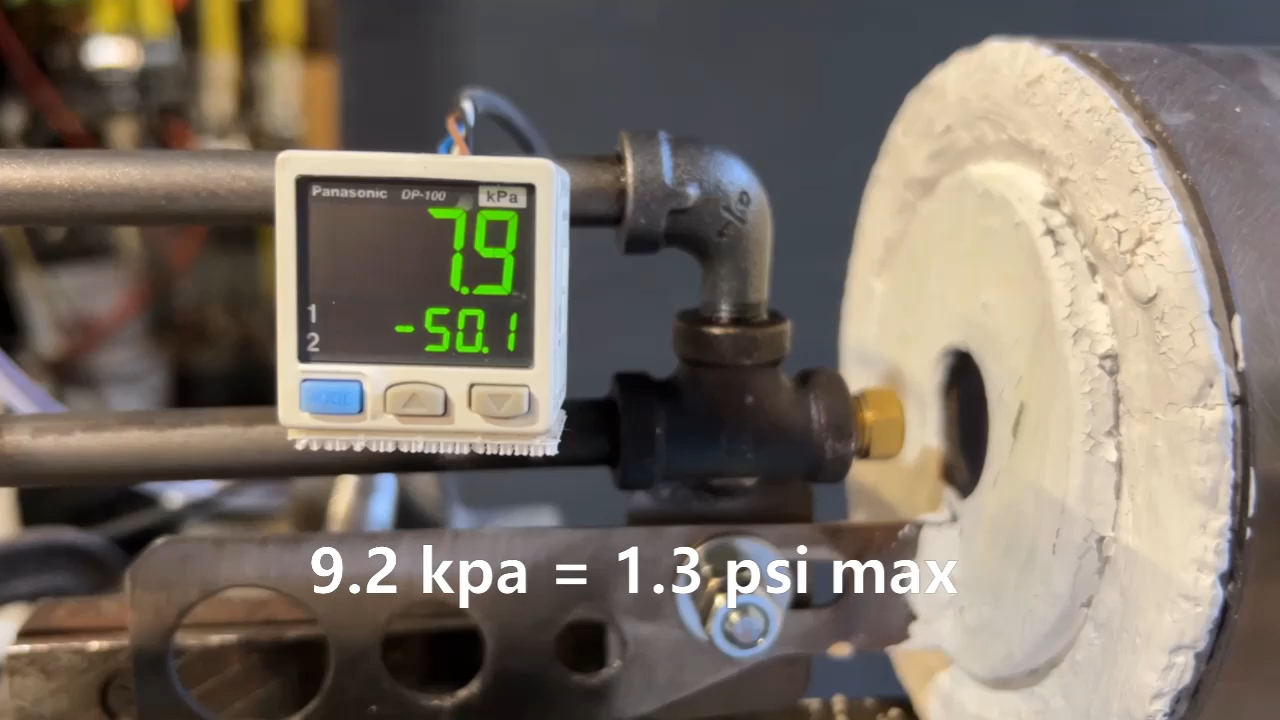 Panasonic DP-100 kPa
7.9
1
-50.1
2
9.2 kpa = 1.3 psi max